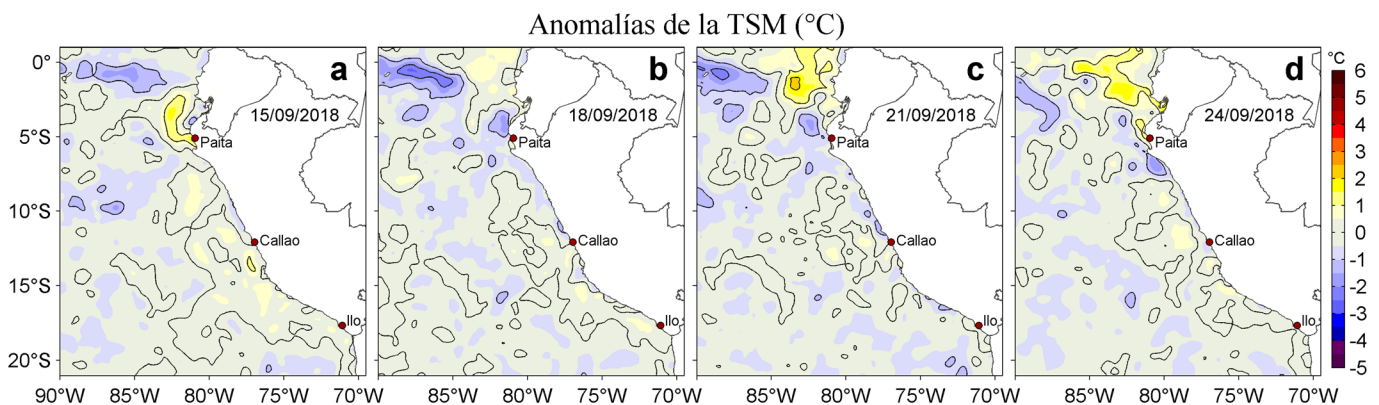 Anomalías de la TSM (°C)
a
b
c
d
15/09/2018
18/09/2018
21/09/2018
24/09/2018
Paita
Callao
Ilo
Paita
Callao
Ilo
Paita
Callao
Ilo
Paita
Callao
Ilo
0°
5°S
10°S
15°S
20°S
90°W
85°W
80°W
75°W
70°W
85°W
80°W
75°W
70°W
85°W
80°W
75°W
70°W
85°W
80°W
75°W
70°W
°C
6
5
4
3
2
1
0
-1
-2
-3
-4
-5